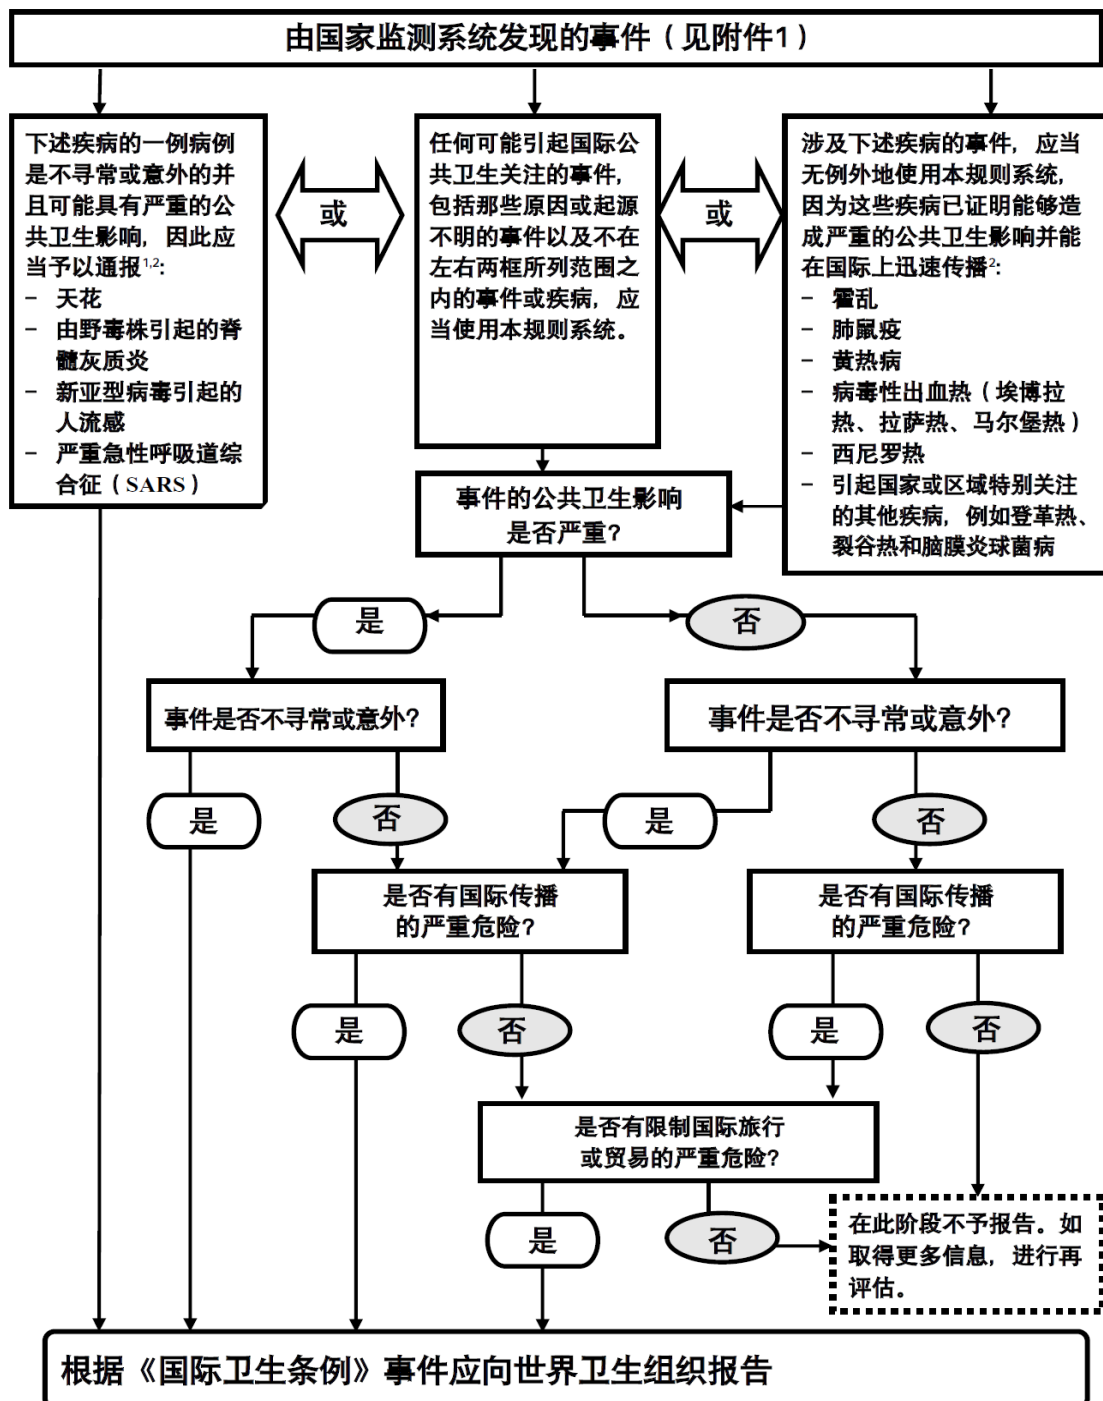 由国家监测系统发现的事件（见附件1）
下述疾病的一例病例
是不寻常或意外的并
且可能具有严重的公
共卫生影响，因此应
当予以通报1,2:
– 天花
– 由野毒株引起的脊
髓灰质炎
– 新亚型病毒引起的
人流感
– 严重急性呼吸道综
合征（SARS）
或
任何可能引起国际公
共卫生关注的事件，
包括那些原因或起源
不明的事件以及不在
左右两框所列范围之
内的事件或疾病，应
当使用本规则系统。
或
涉及下述疾病的事件，应当
无例外地使用本规则系统，
因为这些疾病已证明能够造
成严重的公共卫生影响并能
在国际上迅速传播2:
– 霍乱
– 肺鼠疫
– 黄热病
– 病毒性出血热（埃博拉
热、拉萨热、马尔堡热）
– 西尼罗热
– 引起国家或区域特别关注
的其他疾病，例如登革热、
裂谷热和脑膜炎球菌病
事件的公共卫生影响
是否严重？
是
否
事件是否不寻常或意外？
事件是否不寻常或意外？
是
否
是
否
是否有国际传播
的严重危险？
是否有国际传播
的严重危险？
是
否
是
否
是否有限制国际旅行
或贸易的严重危险？
是
否
在此阶段不予报告。如
取得更多信息，进行再
评估。
根据《国际卫生条例》事件应向世界卫生组织报告